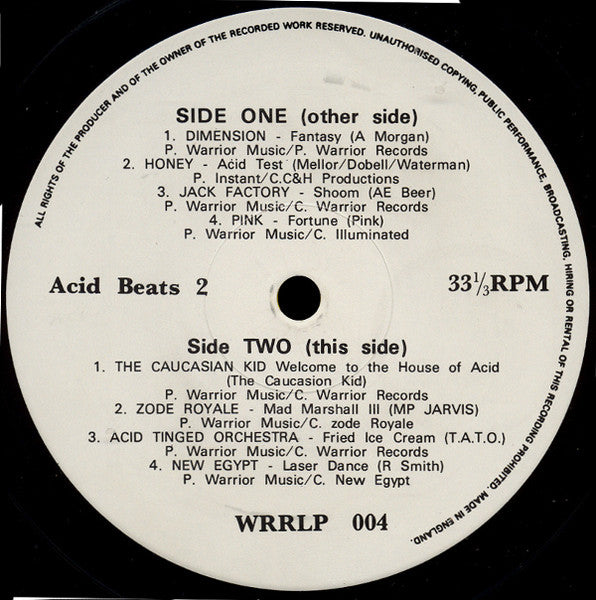 ALL RIGHTS OF THE PRODUCER AND OF THE OWNER OF THE RECORDED WORK RESERVED. UNAUTHORISED COPYING, PUBLIC PERFORMANCE, BROADCASTING, HIRING OR RENTAL OF THIS RECORDING PROHIBITED. MADE IN ENGLAND.
SIDE ONE (other side)
1. DIMENSION - Fantasy (A Morgan)
P. Warrior Music/P. Warrior Records
2. HONEY - Acid Test (Mellor/Dobell/Waterman)
P. Instant/C.C&H Productions
3. JACK FACTORY - Shoom (AE Beer)
P. Warrior Music/C. Warrior Records
4. PINK - Fortune (Pink)
P. Warrior Music/C. Illuminated
Acid Beats 2
33⅓RPM
Side TWO (this side)
1. THE CAUCASIAN KID Welcome to the House of Acid
(The Caucasion Kid)
P. Warrior Music/C. Warrior Records
2. ZODE ROYALE - Mad Marshall III (MP JARVIS)
P. Warrior Music/C. zode Royale
3. ACID TINGED ORCHESTRA - Fried Ice Cream (T.A.T.O.)
P. Warrior Music/C. Warrior Records
4. NEW EGYPT - Laser Dance (R Smith)
P. Warrior Music/C. New Egypt
WRRLP 004